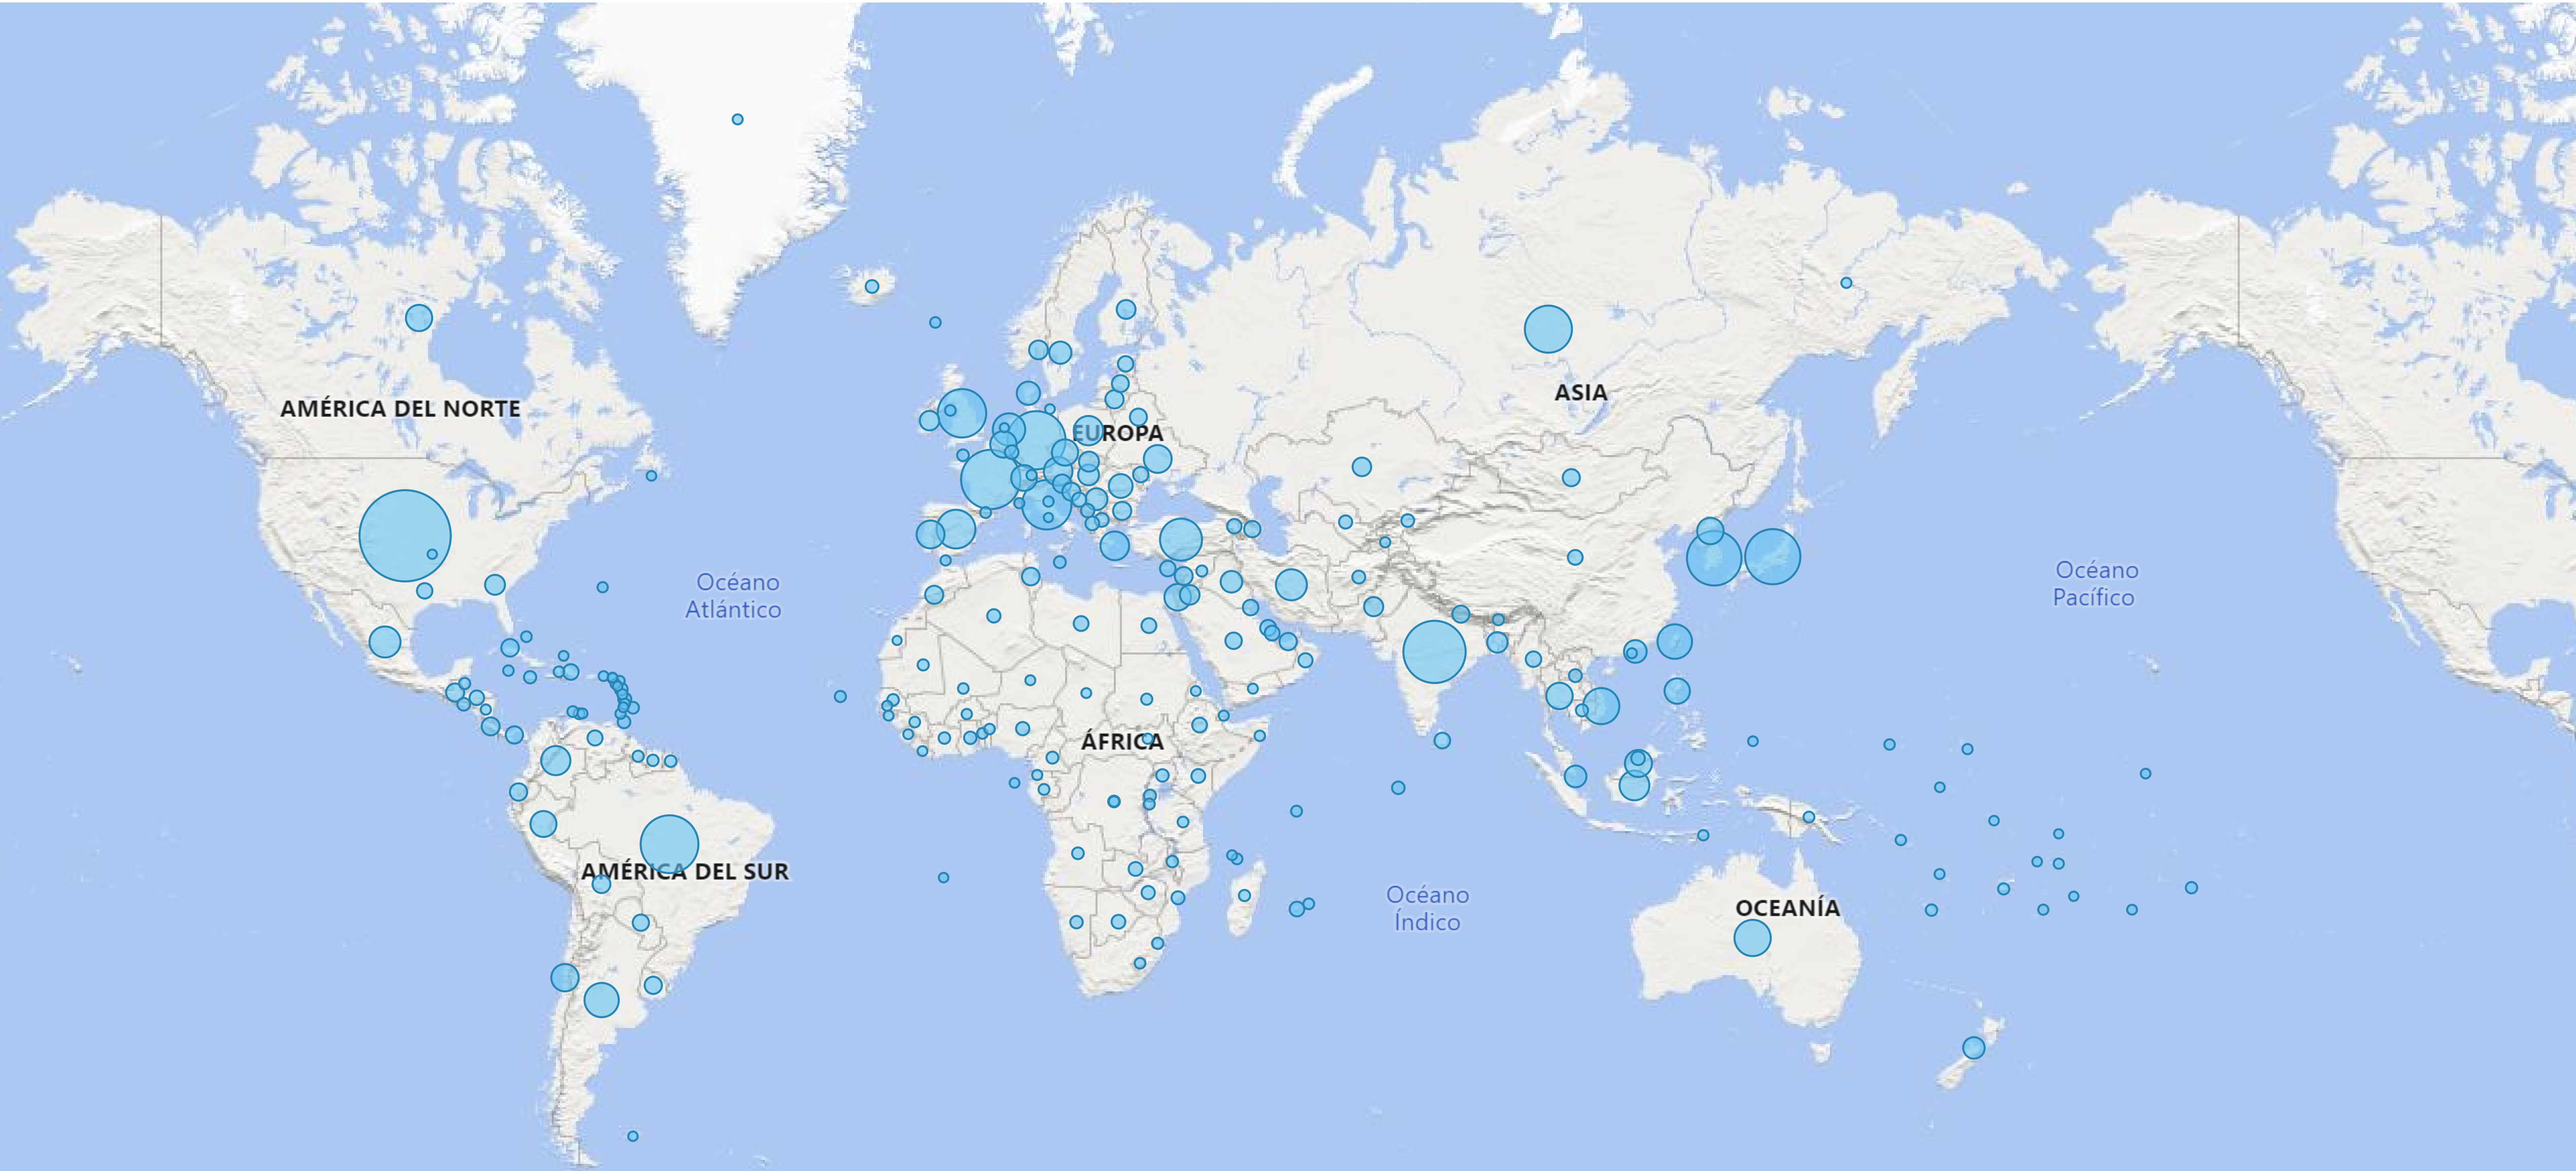 AMÉRICA DEL NORTE
ASIA
EUROPA
Océano
Atlántico
Océano
Pacífico
ÁFRICA
AMÉRICA DEL SUR
Océano
Índico
OCEANÍA